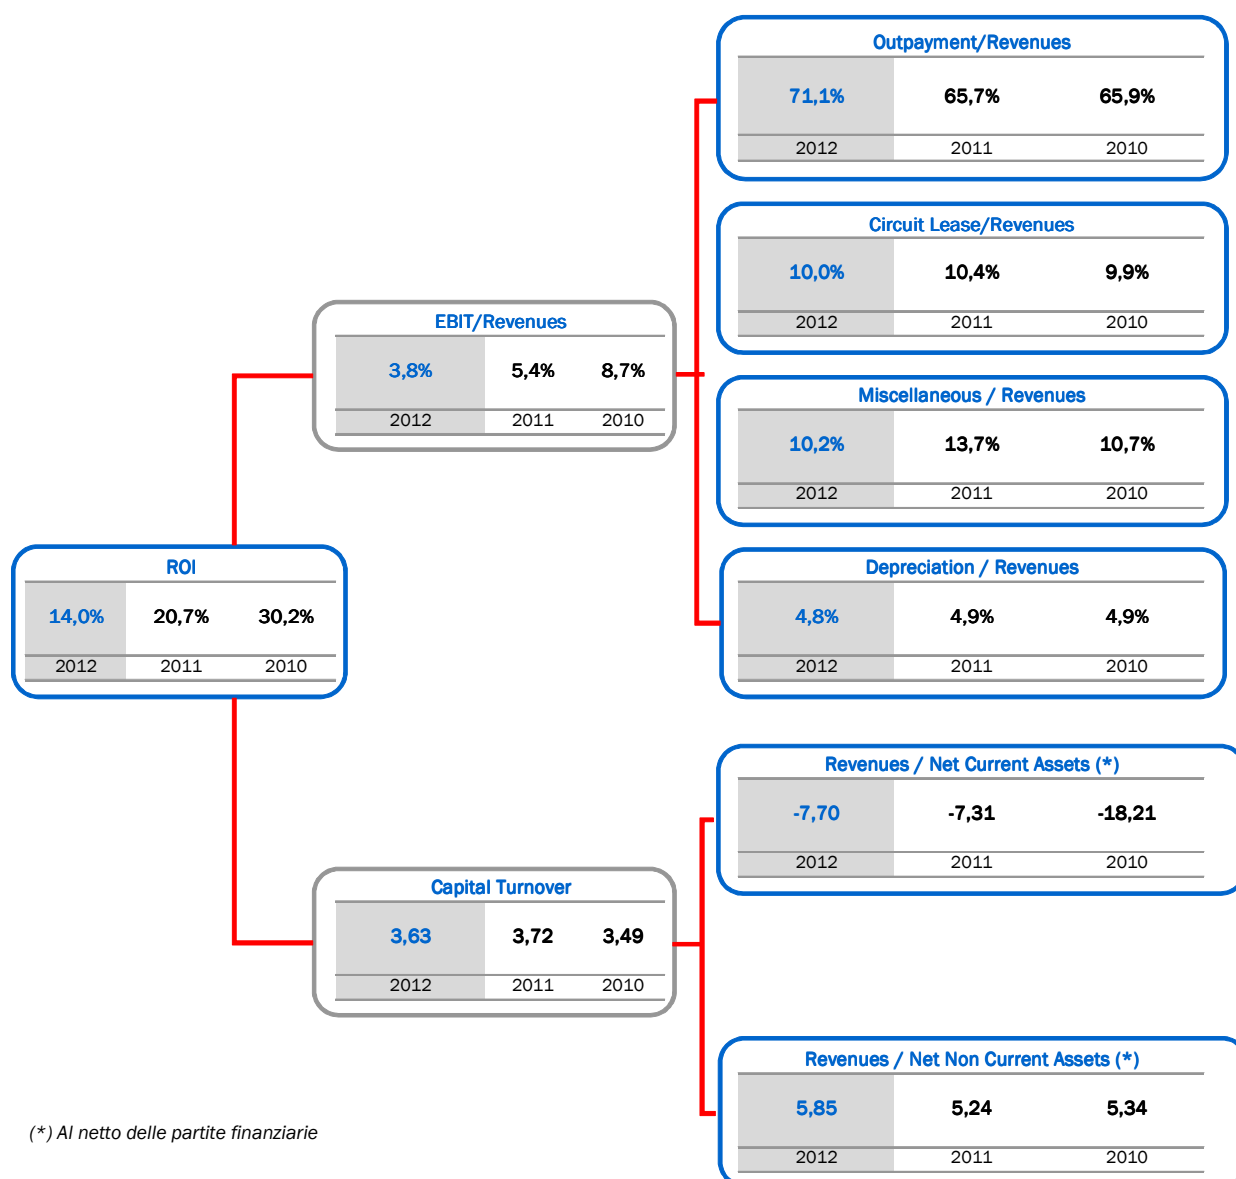 Outpayment/Revenues
71,1% 65,7% 65,9%
2012 2011 2010
Circuit Lease/Revenues
10,0% 10,4% 9,9%
2012 2011 2010
EBIT/Revenues
3,8% 5,4% 8,7%
2012 2011 2010
Miscellaneous / Revenues
10,2% 13,7% 10,7%
2012 2011 2010
ROI
14,0% 20,7% 30,2%
2012 2011 2010
Depreciation / Revenues
4,8% 4,9% 4,9%
2012 2011 2010
Revenues / Net Current Assets (*)
-7,70 -7,31 -18,21
2012 2011 2010
Capital Turnover
3,63 3,72 3,49
2012 2011 2010
Revenues / Net Non Current Assets (*)
5,85 5,24 5,34
2012 2011 2010
(*) Al netto delle partite finanziarie